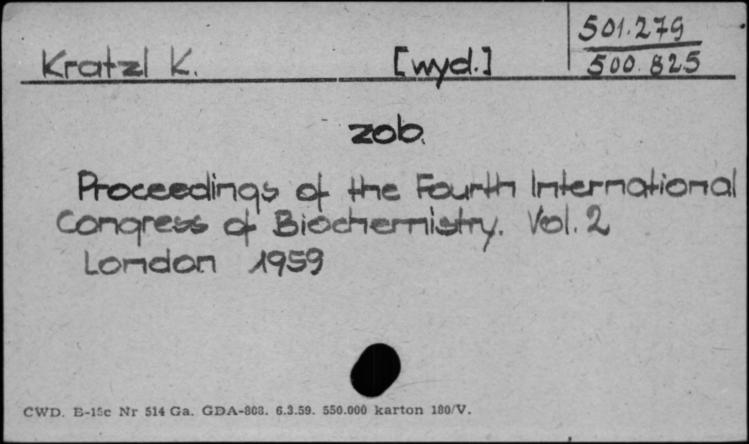 501.279
500.825
Kratzl K. [wyd.]
zob.
Proceedings of the Fourth International
Congress of Biochemistry. Vol. 2
London 1959
CWD. E-15c Nr 514 Ga. GDA-808. 6.3.59. 550.000 karton 180/V.